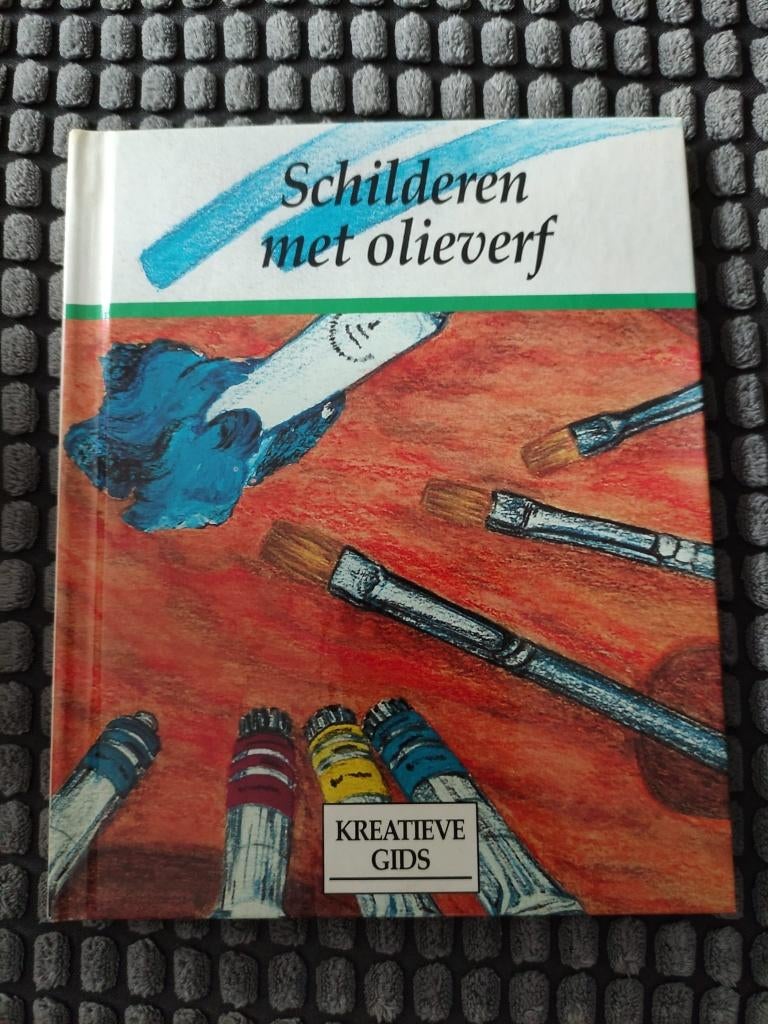 Schilderen
met olieverf
KREATIEVE
GIDS